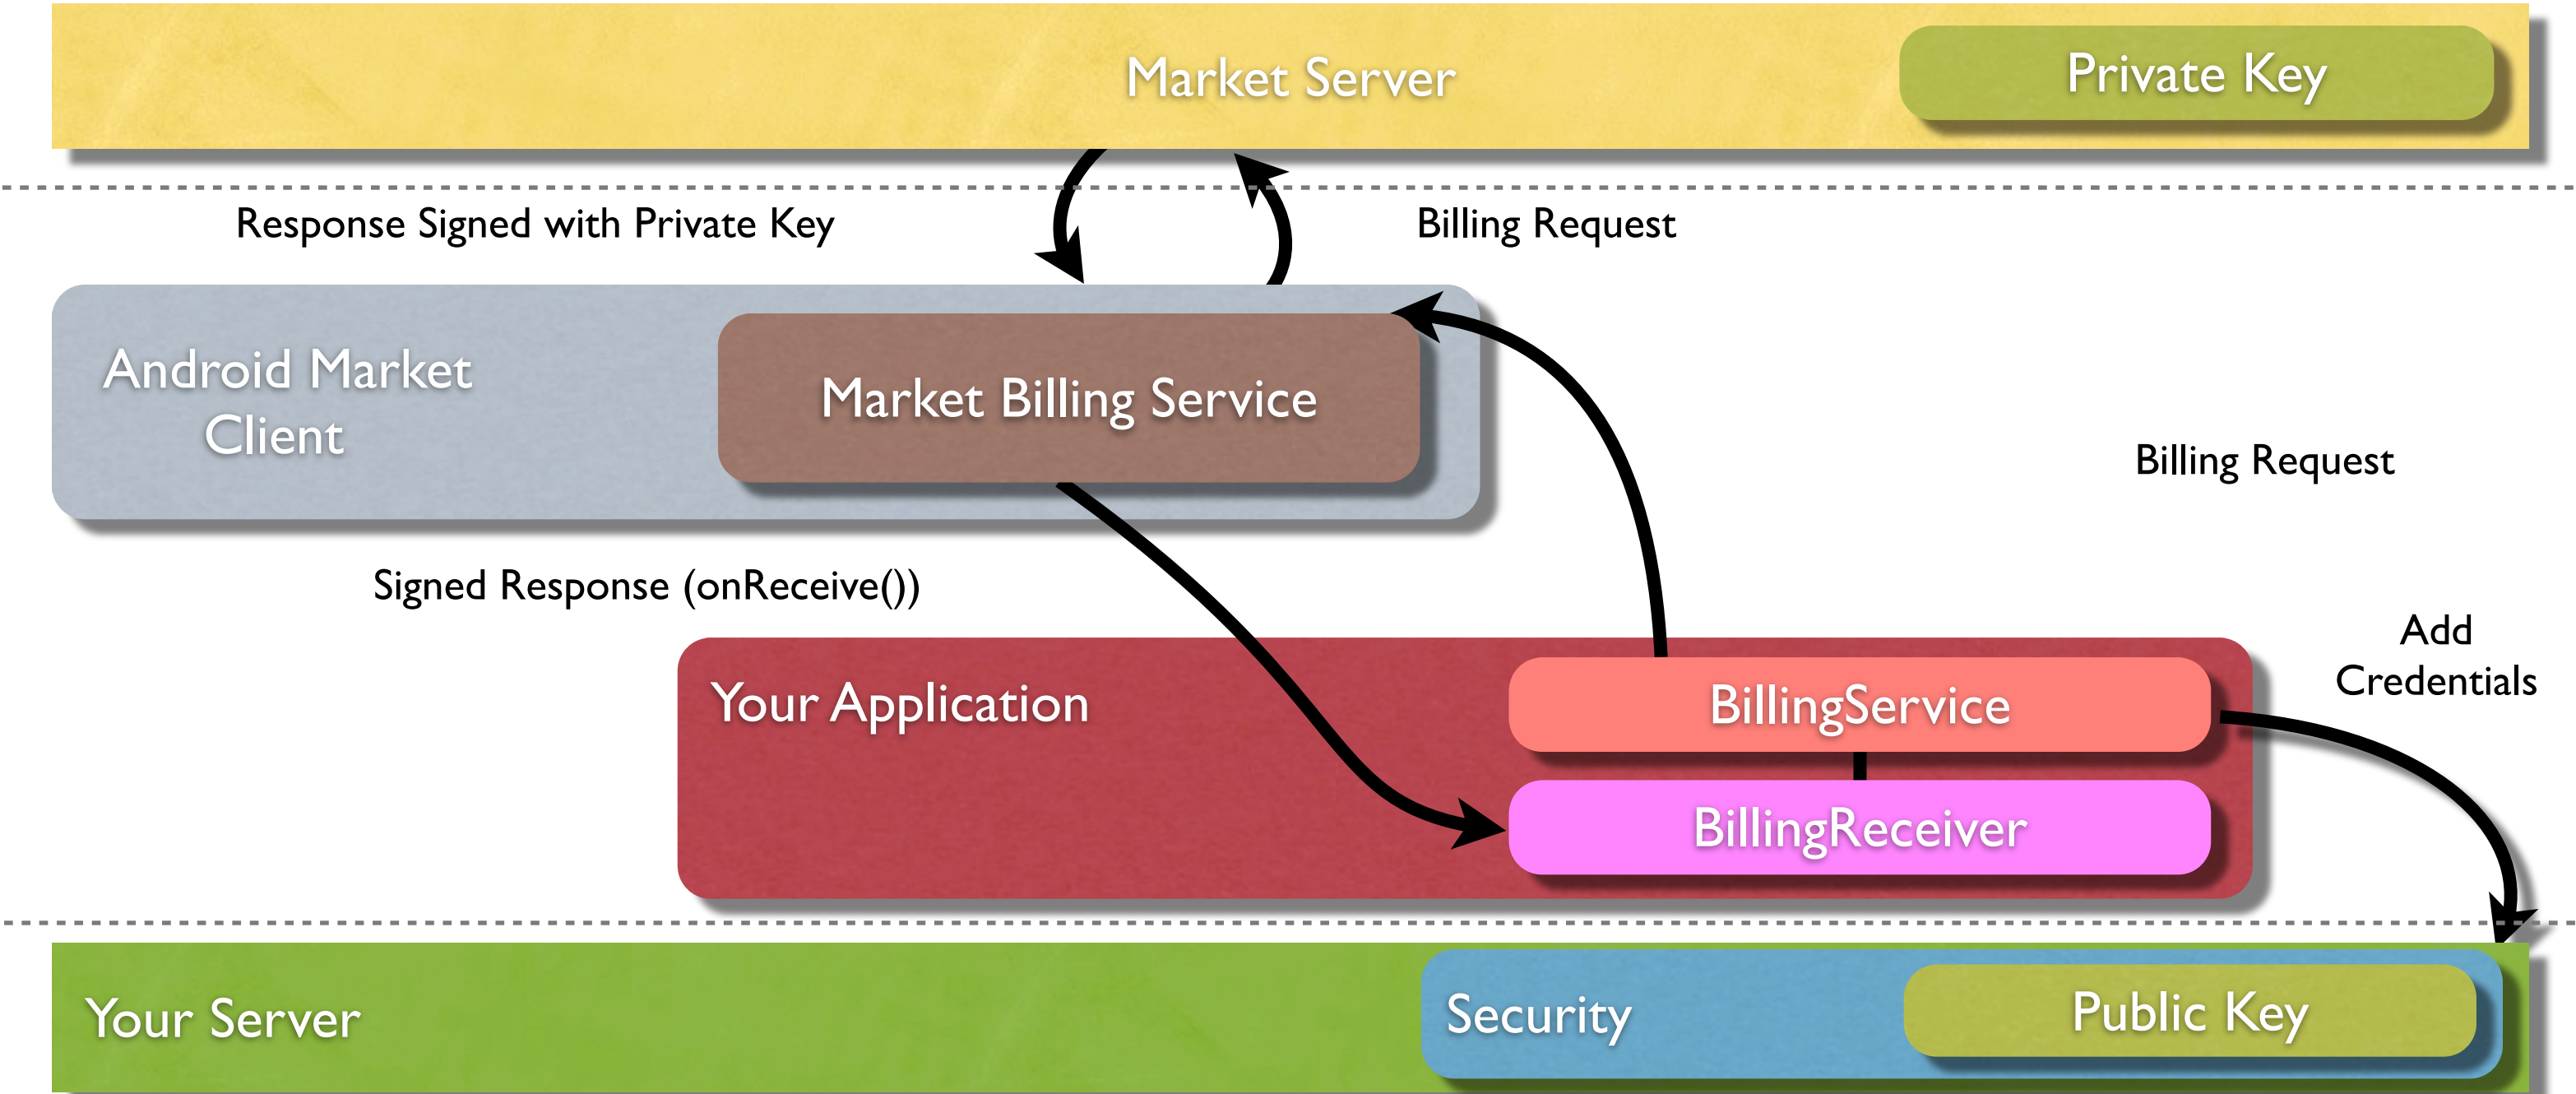 Market Server
Private Key
Response Signed with Private Key
Billing Request
Android Market
Client
Market Billing Service
Billing Request
Signed Response (onReceive())
Add
Credentials
Your Application
BillingService
BillingReceiver
Your Server
Security
Public Key